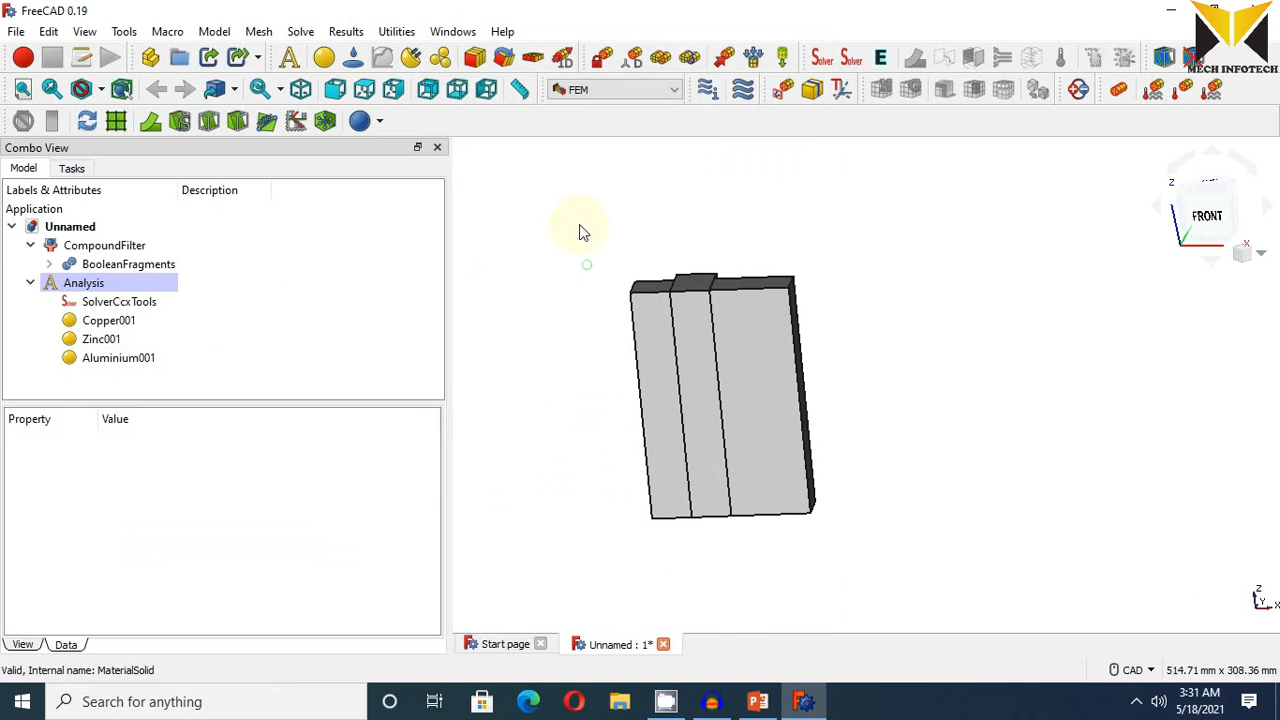 FreeCAD 0.19
File Edit View Tools Macro Model Mesh Solve Results Utilities Windows Help
MECH INFOTECH
A Solver Solver E FEM
Combo View
Model Tasks
Labels & Attributes Description
Application
Unnamed
CompoundFilter
BooleanFragments
A Analysis
Solver SolverCcxTools
Copper001
Zinc001
Aluminium001
Property Value
Z
FRONT
X
Z
Y
X
Start page Unnamed : 1*
View Data
Valid, Internal name: MaterialSolid
CAD 514.71 mm x 308.36 mm
Search for anything
3:31 AM
5/18/2021